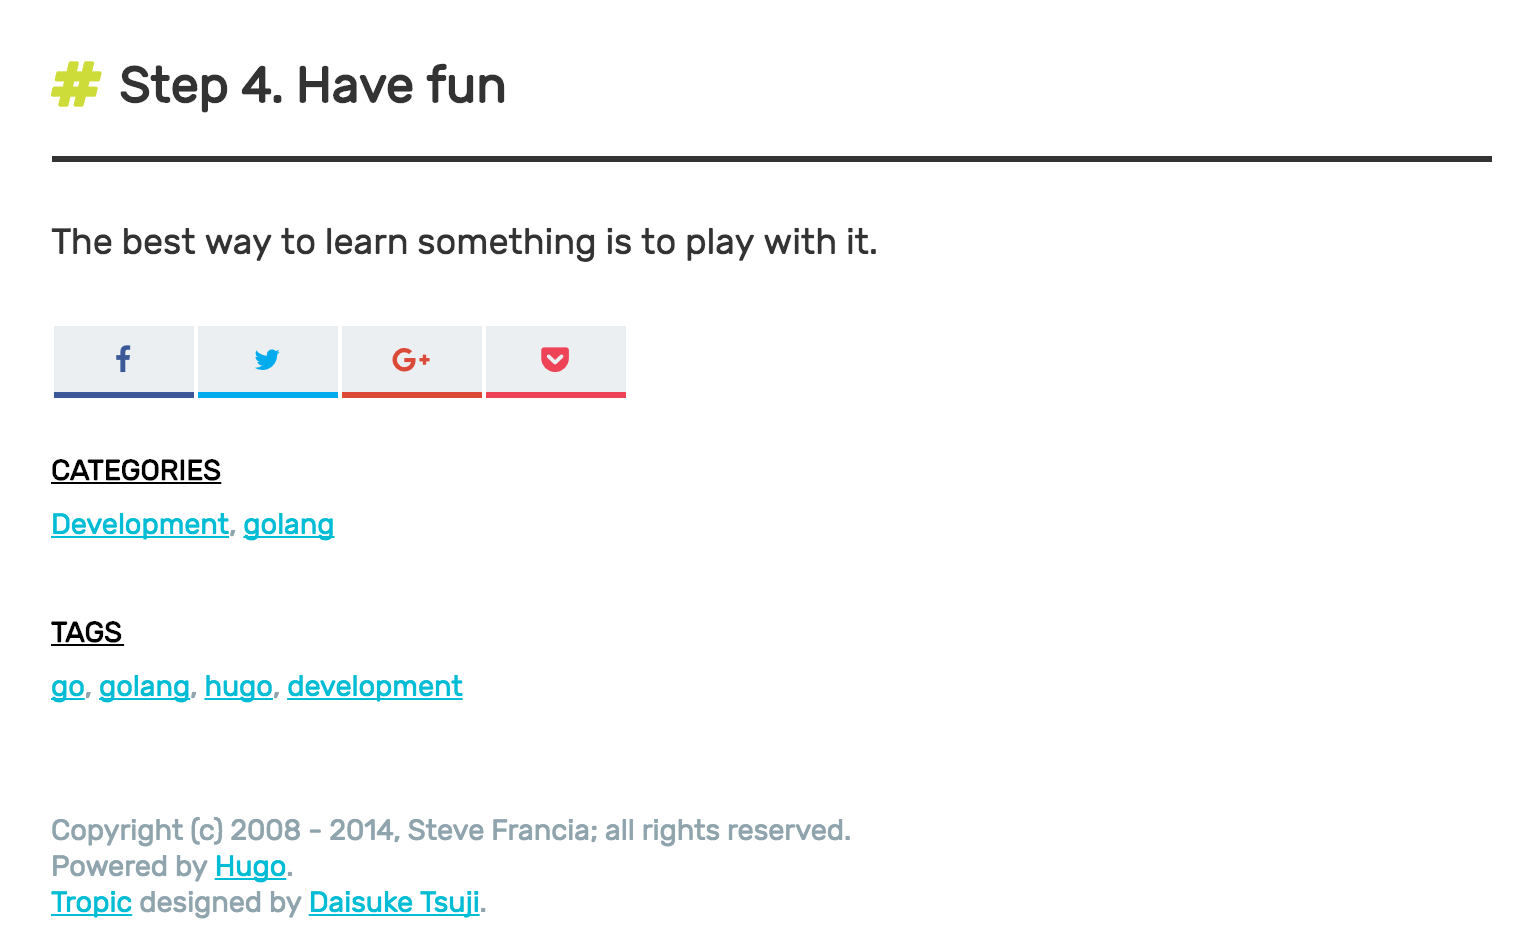 # Step 4. Have fun
The best way to learn something is to play with it.
CATEGORIES
Development, golang
TAGS
go, golang, hugo, development
Copyright (c) 2008 - 2014, Steve Francia; all rights reserved.
Powered by Hugo.
Tropic designed by Daisuke Tsuji.